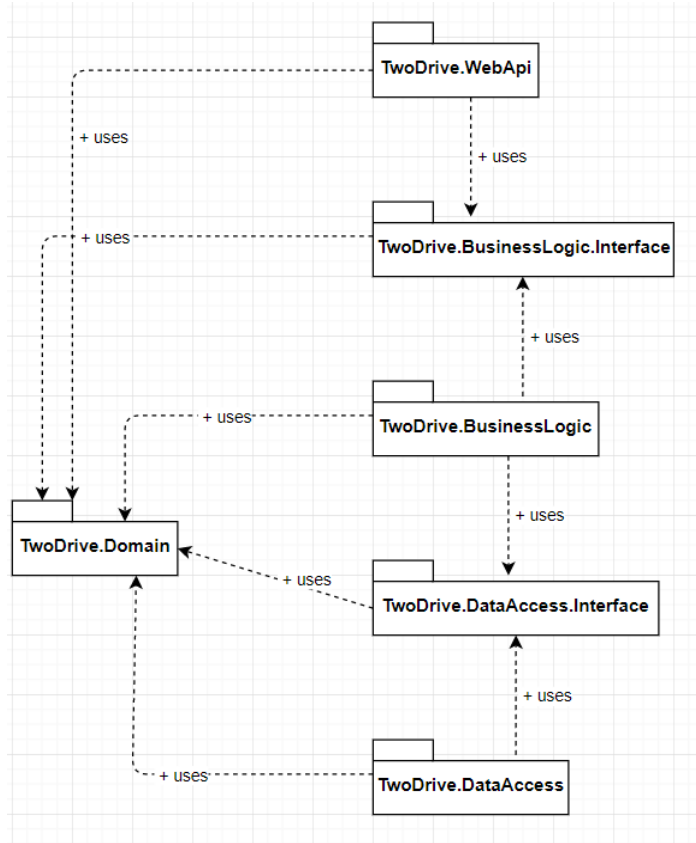 TwoDrive.WebApi
+ uses
+ uses
TwoDrive.BusinessLogic.Interface
+ uses
+ uses
TwoDrive.BusinessLogic
+ uses
+ uses
TwoDrive.Domain
+ uses
TwoDrive.DataAccess.Interface
+ uses
+ uses
TwoDrive.DataAccess